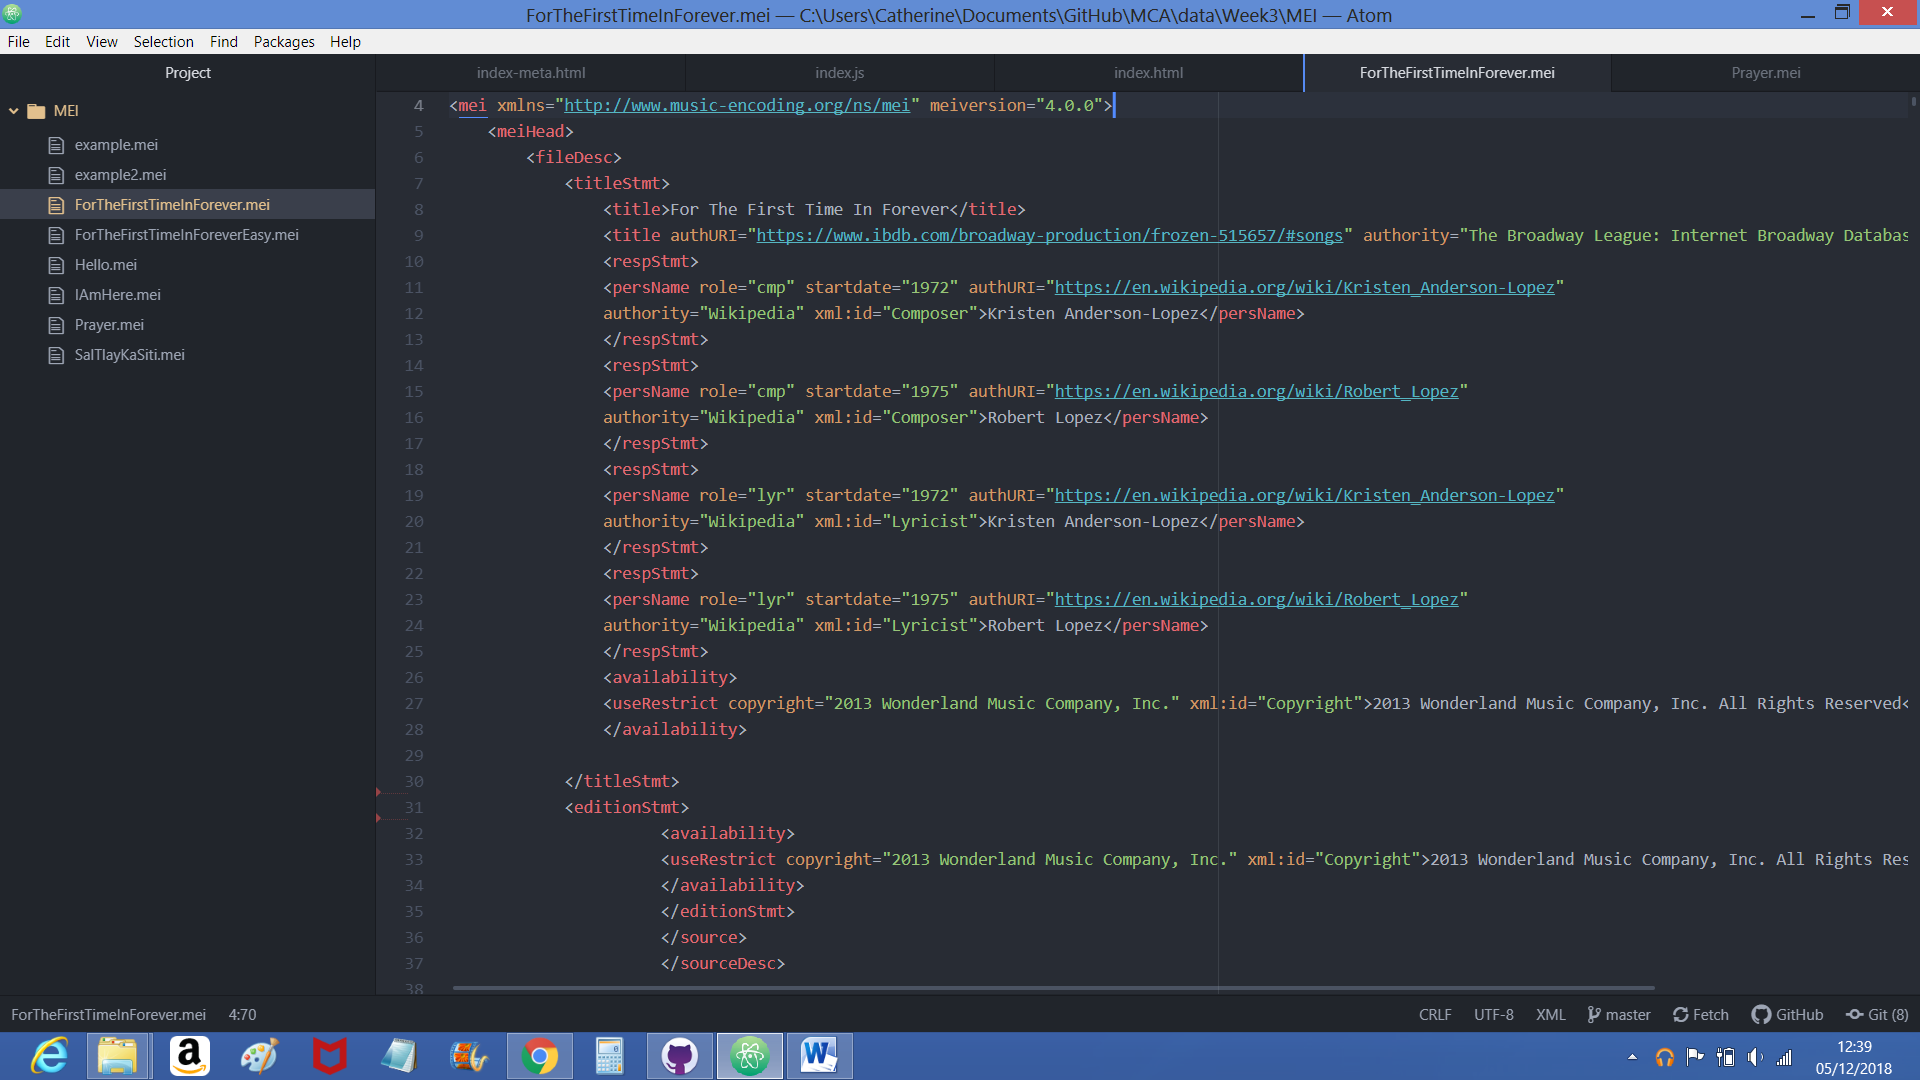 ForTheFirstTimeInForever.mei — C:\Users\Catherine\Documents\GitHub\MCA\data\Week3\MEI — Atom
File Edit View Selection Find Packages Help
Project
index-meta.html index.js index.html ForTheFirstTimeInForever.mei Prayer.mei
MEI
example.mei
example2.mei
ForTheFirstTimeInForever.mei
ForTheFirstTimeInForeverEasy.mei
Hello.mei
IAmHere.mei
Prayer.mei
SalTlayKaSiti.mei
4 <mei xmlns="http://www.music-encoding.org/ns/mei" meiversion="4.0.0">
5 <meiHead>
6 <fileDesc>
7 <titleStmt>
8 <title>For The First Time In Forever</title>
9 <title authURI="https://www.ibdb.com/broadway-production/frozen-515657/#songs" authority="The Broadway League: Internet Broadway Databas
10 <respStmt>
11 <persName role="cmp" startdate="1972" authURI="https://en.wikipedia.org/wiki/Kristen_Anderson-Lopez"
12 authority="Wikipedia" xml:id="Composer">Kristen Anderson-Lopez</persName>
13 </respStmt>
14 <respStmt>
15 <persName role="cmp" startdate="1975" authURI="https://en.wikipedia.org/wiki/Robert_Lopez"
16 authority="Wikipedia" xml:id="Composer">Robert Lopez</persName>
17 </respStmt>
18 <respStmt>
19 <persName role="lyr" startdate="1972" authURI="https://en.wikipedia.org/wiki/Kristen_Anderson-Lopez"
20 authority="Wikipedia" xml:id="Lyricist">Kristen Anderson-Lopez</persName>
21 </respStmt>
22 <respStmt>
23 <persName role="lyr" startdate="1975" authURI="https://en.wikipedia.org/wiki/Robert_Lopez"
24 authority="Wikipedia" xml:id="Lyricist">Robert Lopez</persName>
25 </respStmt>
26 <availability>
27 <useRestrict copyright="2013 Wonderland Music Company, Inc." xml:id="Copyright">2013 Wonderland Music Company, Inc. All Rights Reserved<
28 </availability>
29
30 </titleStmt>
31 <editionStmt>
32 <availability>
33 <useRestrict copyright="2013 Wonderland Music Company, Inc." xml:id="Copyright">2013 Wonderland Music Company, Inc. All Rights Res
34 </availability>
35 </editionStmt>
36 </source>
37 </sourceDesc>
38
ForTheFirstTimeInForever.mei 4:70 CRLF UTF-8 XML master Fetch GitHub Git (8)
12:39
05/12/2018